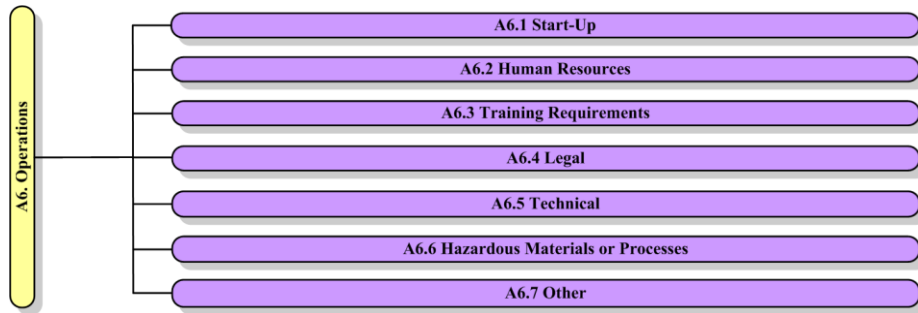 A6. Operations
A6.1 Start-Up
A6.2 Human Resources
A6.3 Training Requirements
A6.4 Legal
A6.5 Technical
A6.6 Hazardous Materials or Processes
A6.7 Other